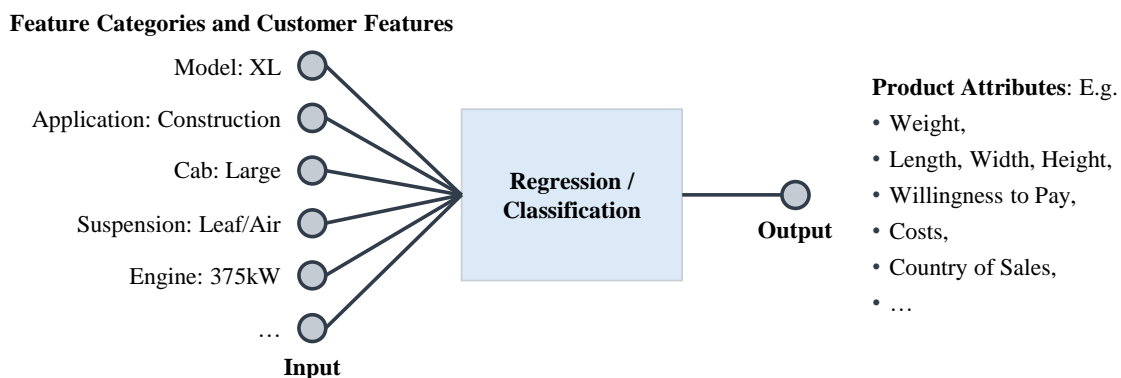 Feature Categories and Customer Features
Model: XL
Application: Construction
Cab: Large
Suspension: Leaf/Air
Engine: 375kW
…
Input
Regression /
Classification
Output
Product Attributes: E.g.
• Weight,
• Length, Width, Height,
• Willingness to Pay,
• Costs,
• Country of Sales,
• …